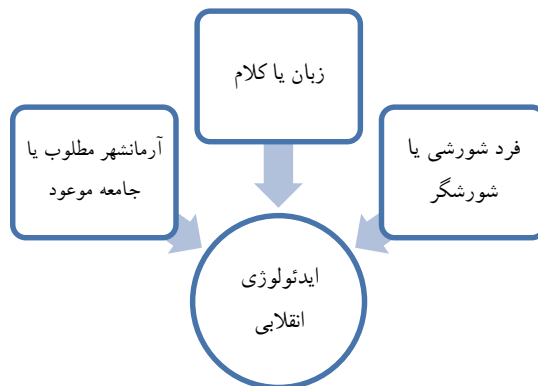 زبان یا کلام
فرد شورشی یا
شورشگر
آرمانشهر مطلوب یا
جامعه موعود
ایدئولوژی
انقلابی